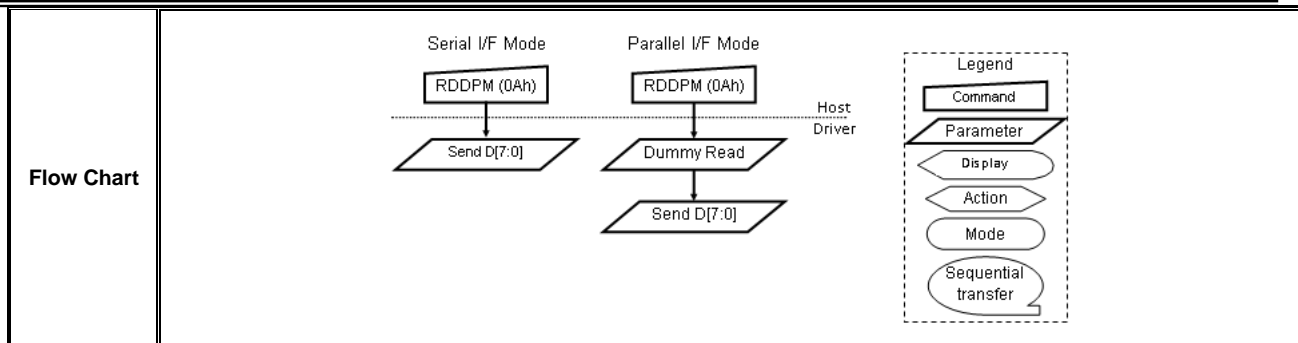 Flow Chart
Serial I/F Mode
RDDPM (0Ah)
Send D[7:0]
Parallel I/F Mode
RDDPM (0Ah)
Dummy Read
Send D[7:0]
Host
Driver
Legend
Command
Parameter
Display
Action
Mode
Sequential
transfer